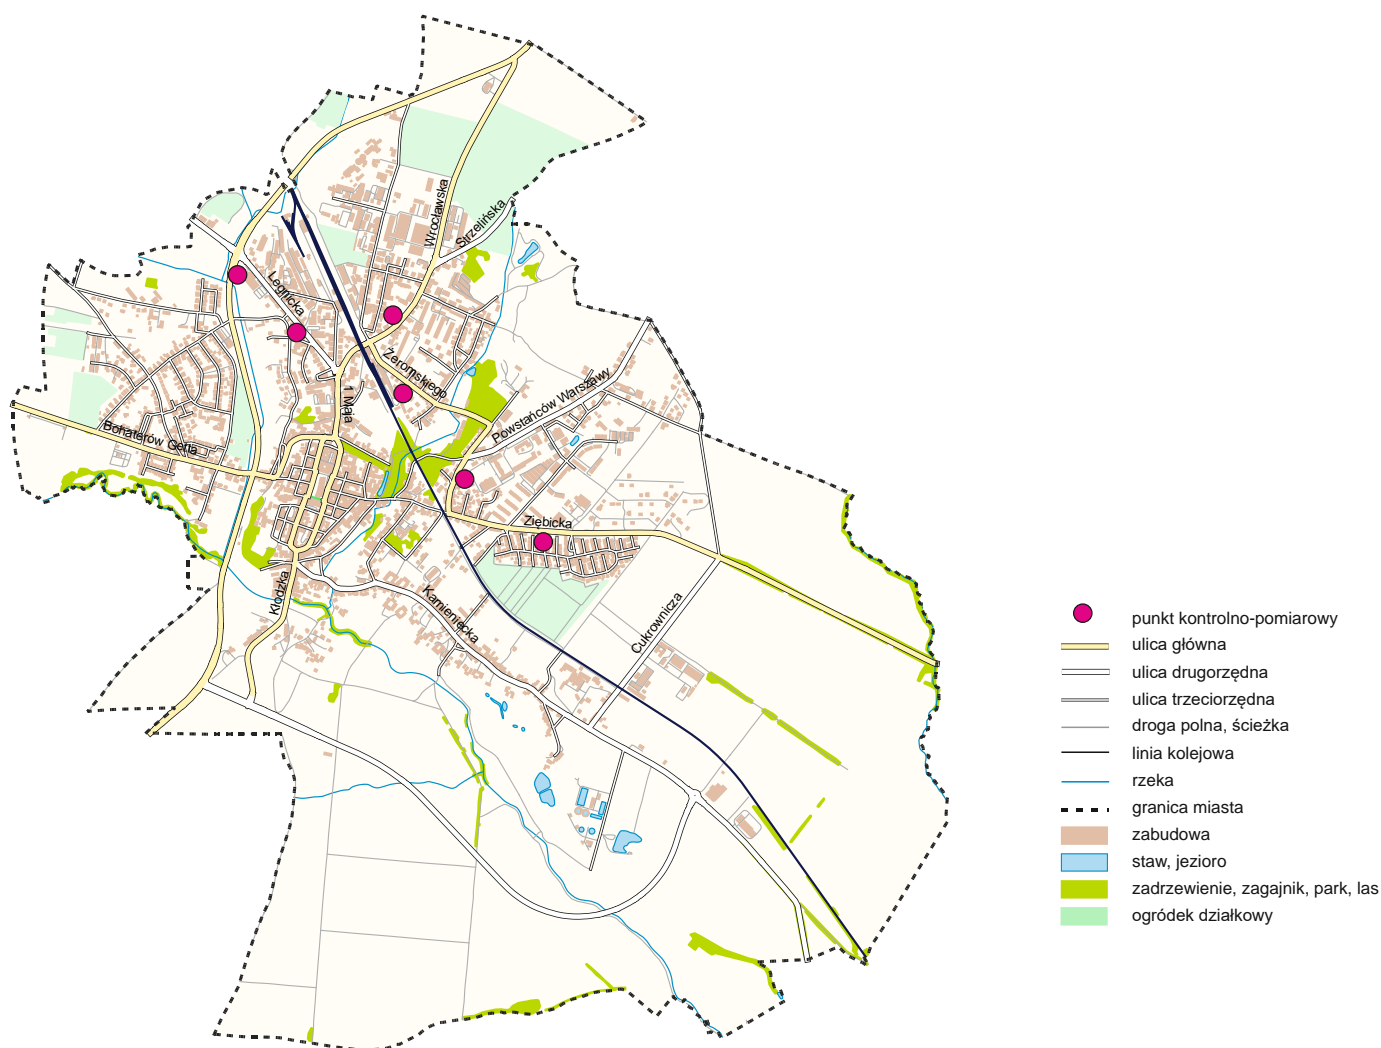 Wrocławska
Strzelińska
Legnicka
Żeromskiego
1 Maja
Powstańców Warszawy
Bohaterów Getta
Ziębicka
Kłodzka
Kamieniecka
Cukrownicza
punkt kontrolno-pomiarowy
ulica główna
ulica drugorzędna
ulica trzeciorzędna
droga polna, ścieżka
linia kolejowa
rzeka
granica miasta
zabudowa
staw, jezioro
zadrzewienie, zagajnik, park, las
ogródek działkowy